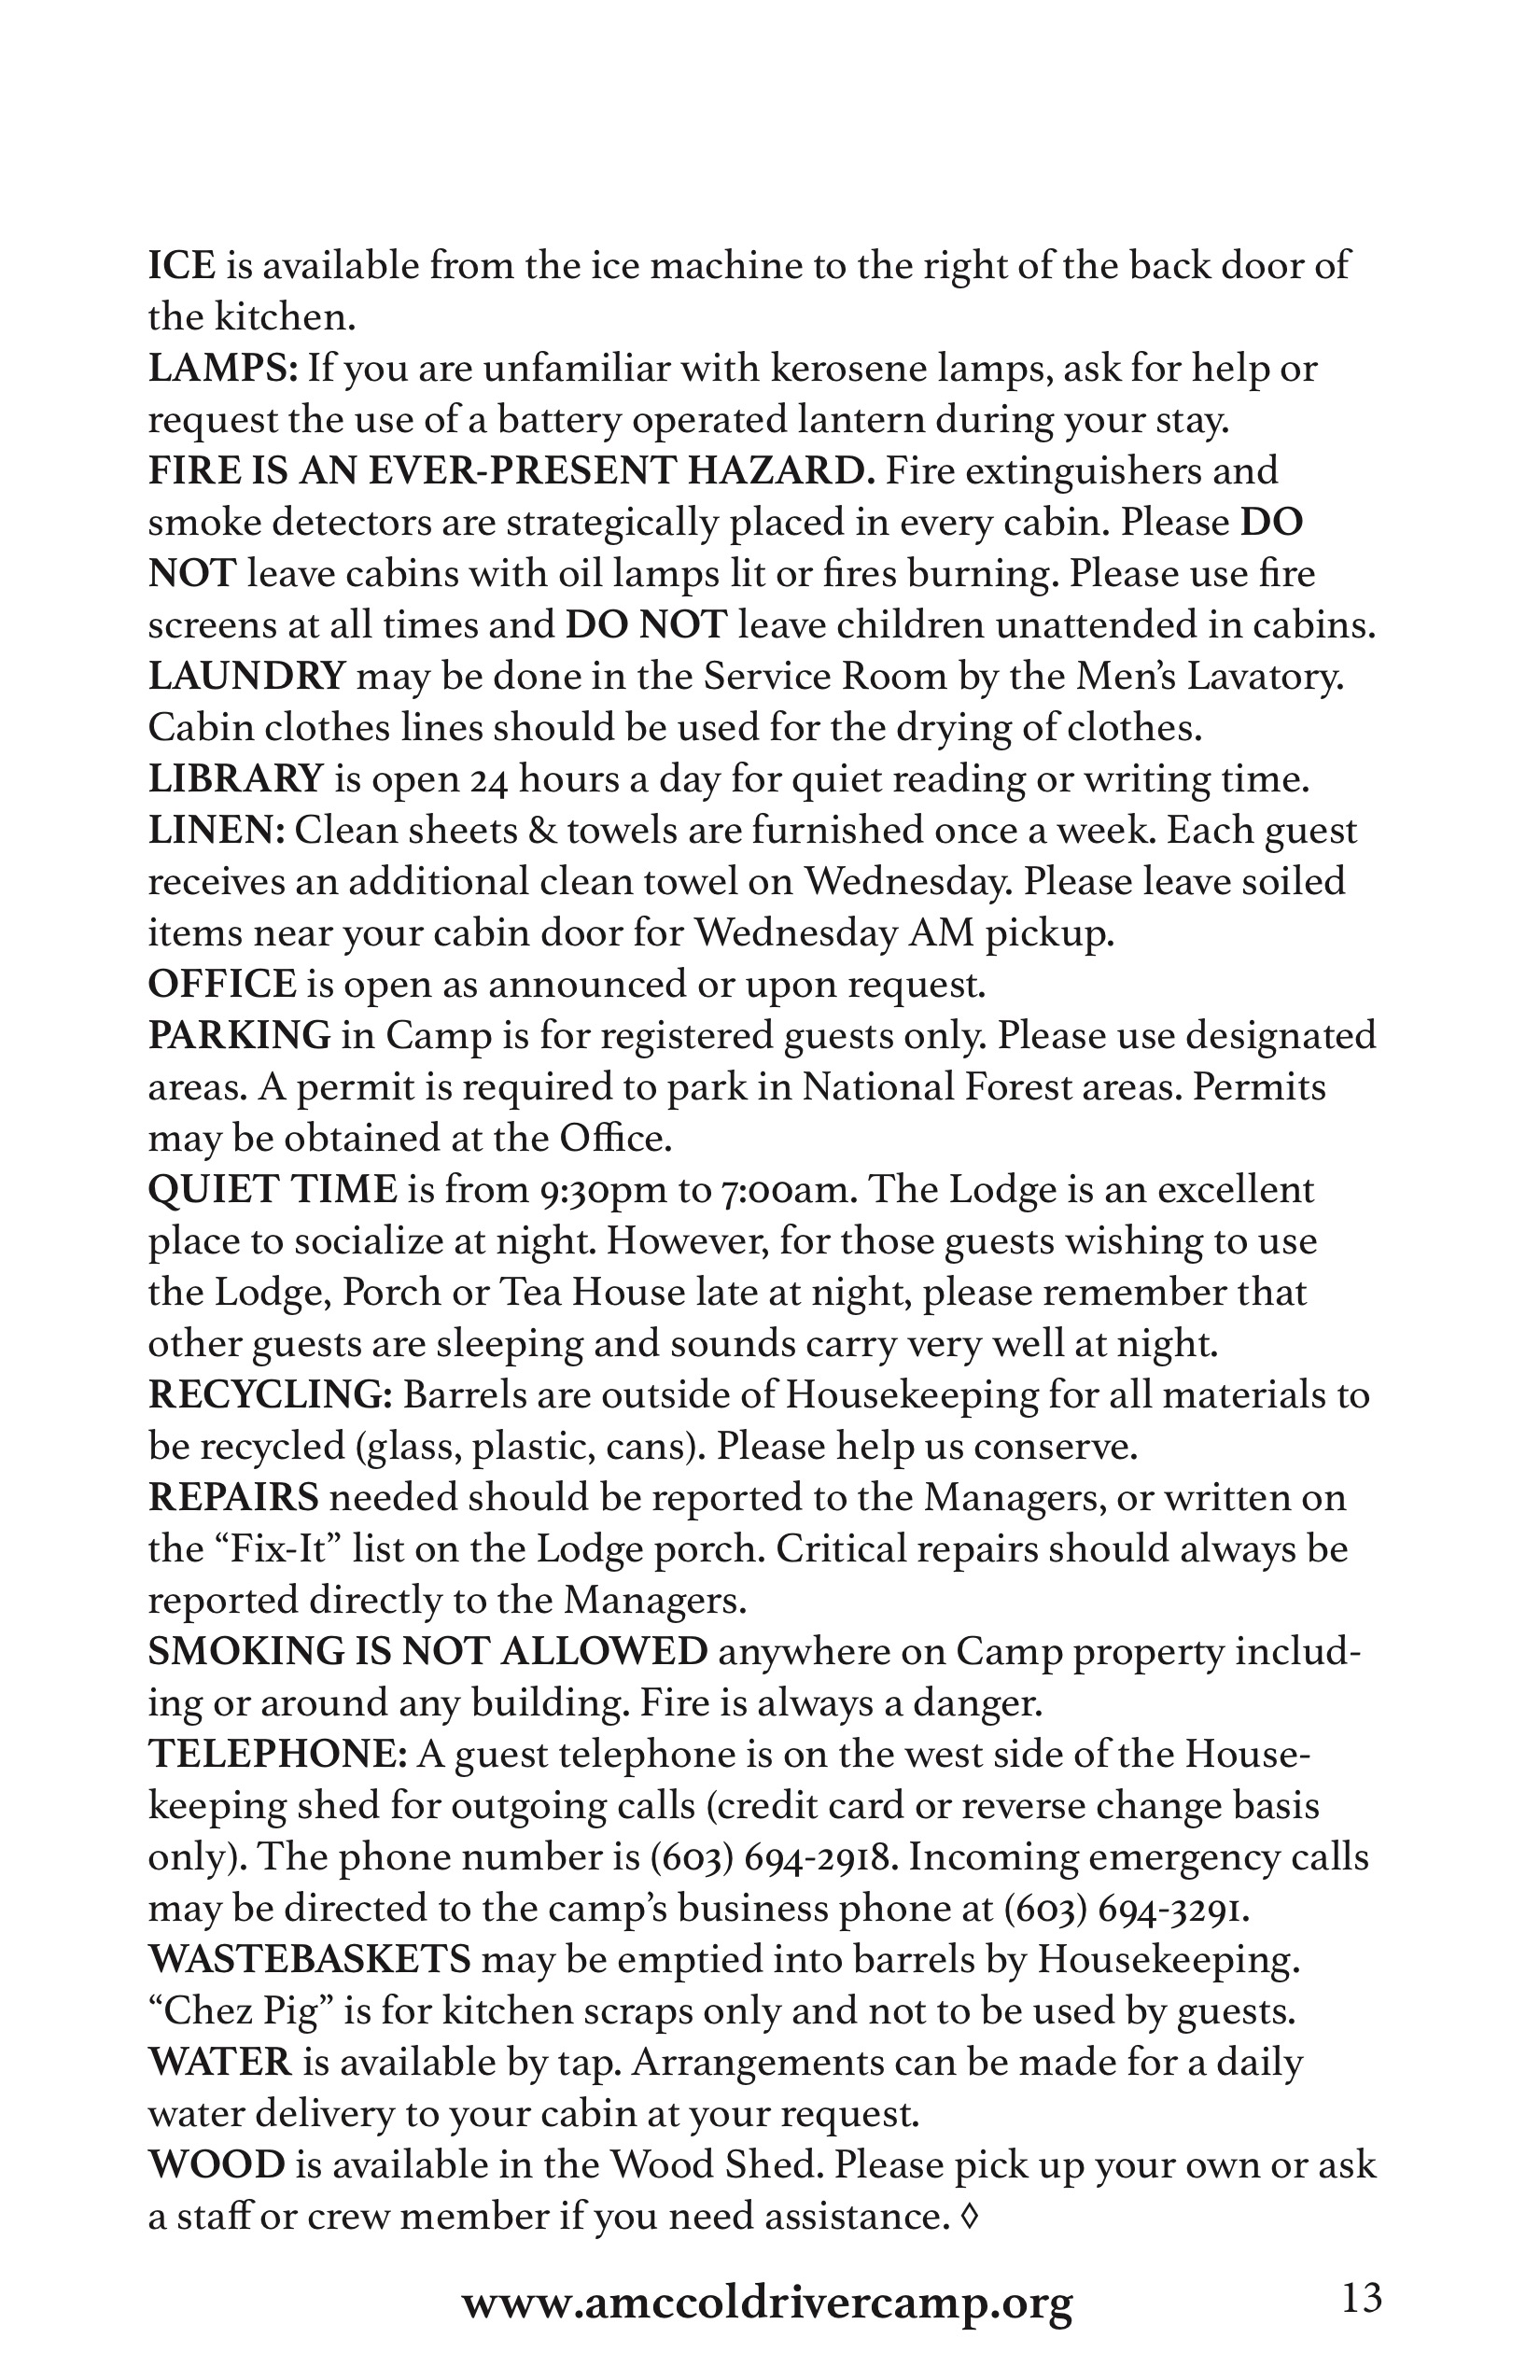 ICE is available from the ice machine to the right of the back door of
the kitchen.
LAMPS: If you are unfamiliar with kerosene lamps, ask for help or
request the use of a battery operated lantern during your stay.
FIRE IS AN EVER-PRESENT HAZARD. Fire extinguishers and
smoke detectors are strategically placed in every cabin. Please DO
NOT leave cabins with oil lamps lit or fires burning. Please use fire
screens at all times and DO NOT leave children unattended in cabins.
LAUNDRY may be done in the Service Room by the Men’s Lavatory.
Cabin clothes lines should be used for the drying of clothes.
LIBRARY is open 24 hours a day for quiet reading or writing time.
LINEN: Clean sheets & towels are furnished once a week. Each guest
receives an additional clean towel on Wednesday. Please leave soiled
items near your cabin door for Wednesday AM pickup.
OFFICE is open as announced or upon request.
PARKING in Camp is for registered guests only. Please use designated
areas. A permit is required to park in National Forest areas. Permits
may be obtained at the Office.
QUIET TIME is from 9:30pm to 7:00am. The Lodge is an excellent
place to socialize at night. However, for those guests wishing to use
the Lodge, Porch or Tea House late at night, please remember that
other guests are sleeping and sounds carry very well at night.
RECYCLING: Barrels are outside of Housekeeping for all materials to
be recycled (glass, plastic, cans). Please help us conserve.
REPAIRS needed should be reported to the Managers, or written on
the “Fix-It” list on the Lodge porch. Critical repairs should always be
reported directly to the Managers.
SMOKING IS NOT ALLOWED anywhere on Camp property includ-
ing or around any building. Fire is always a danger.
TELEPHONE: A guest telephone is on the west side of the House-
keeping shed for outgoing calls (credit card or reverse change basis
only). The phone number is (603) 694-2918. Incoming emergency calls
may be directed to the camp’s business phone at (603) 694-3291.
WASTEBASKETS may be emptied into barrels by Housekeeping.
“Chez Pig” is for kitchen scraps only and not to be used by guests.
WATER is available by tap. Arrangements can be made for a daily
water delivery to your cabin at your request.
WOOD is available in the Wood Shed. Please pick up your own or ask
a staff or crew member if you need assistance. ◊
www.amccoldrivercamp.org 13